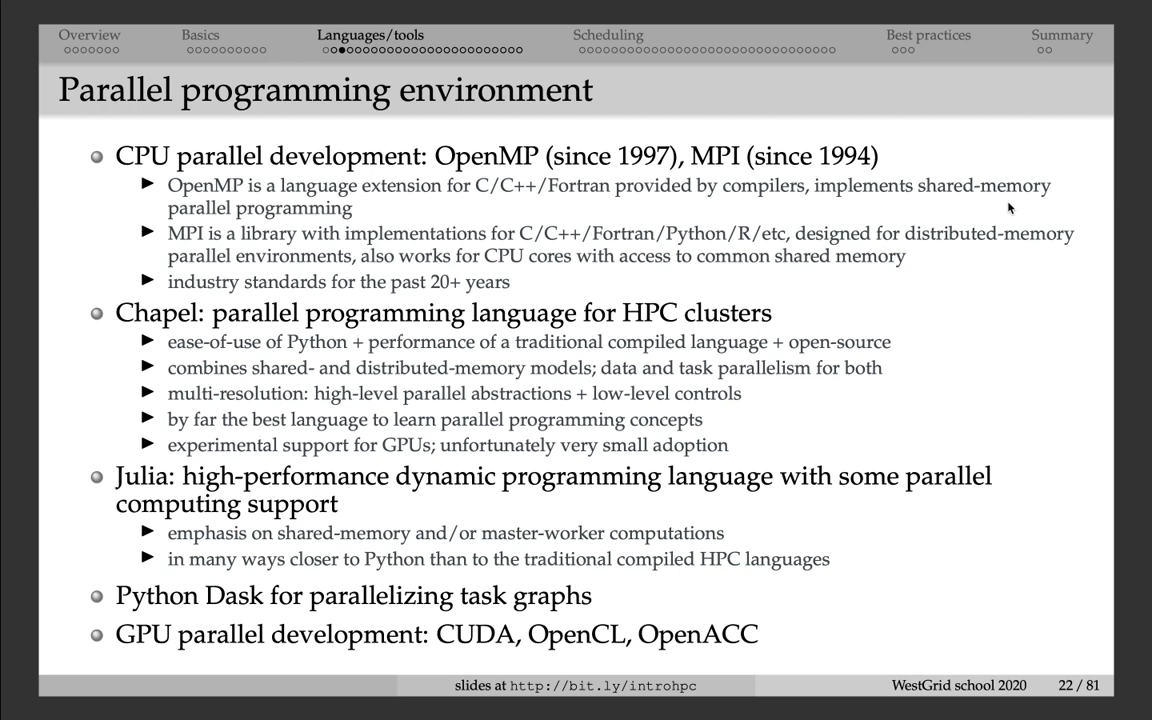 Overview Basics Languages/tools Scheduling Best practices Summary
Parallel programming environment
CPU parallel development: OpenMP (since 1997), MPI (since 1994)
OpenMP is a language extension for C/C++/Fortran provided by compilers, implements shared-memory
parallel programming
MPI is a library with implementations for C/C++/Fortran/Python/R/etc, designed for distributed-memory
parallel environments, also works for CPU cores with access to common shared memory
industry standards for the past 20+ years
Chapel: parallel programming language for HPC clusters
ease-of-use of Python + performance of a traditional compiled language + open-source
combines shared- and distributed-memory models; data and task parallelism for both
multi-resolution: high-level parallel abstractions + low-level controls
by far the best language to learn parallel programming concepts
experimental support for GPUs; unfortunately very small adoption
Julia: high-performance dynamic programming language with some parallel
computing support
emphasis on shared-memory and/or master-worker computations
in many ways closer to Python than to the traditional compiled HPC languages
Python Dask for parallelizing task graphs
GPU parallel development: CUDA, OpenCL, OpenACC
slides at http://bit.ly/introhpc WestGrid school 2020 22 / 81